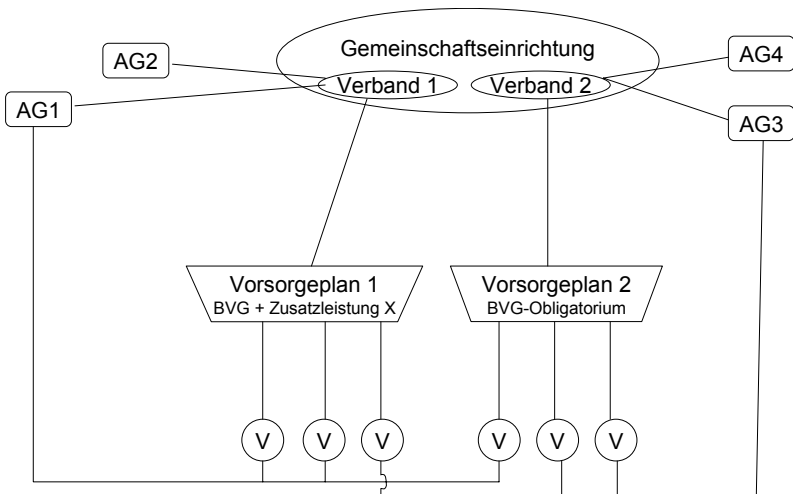 Gemeinschaftseinrichtung
AG2
AG4
Verband 1
Verband 2
AG1
AG3
Vorsorgeplan 1
BVG + Zusatzleistung X
Vorsorgeplan 2
BVG-Obligatorium
V
V
V
V
V
V